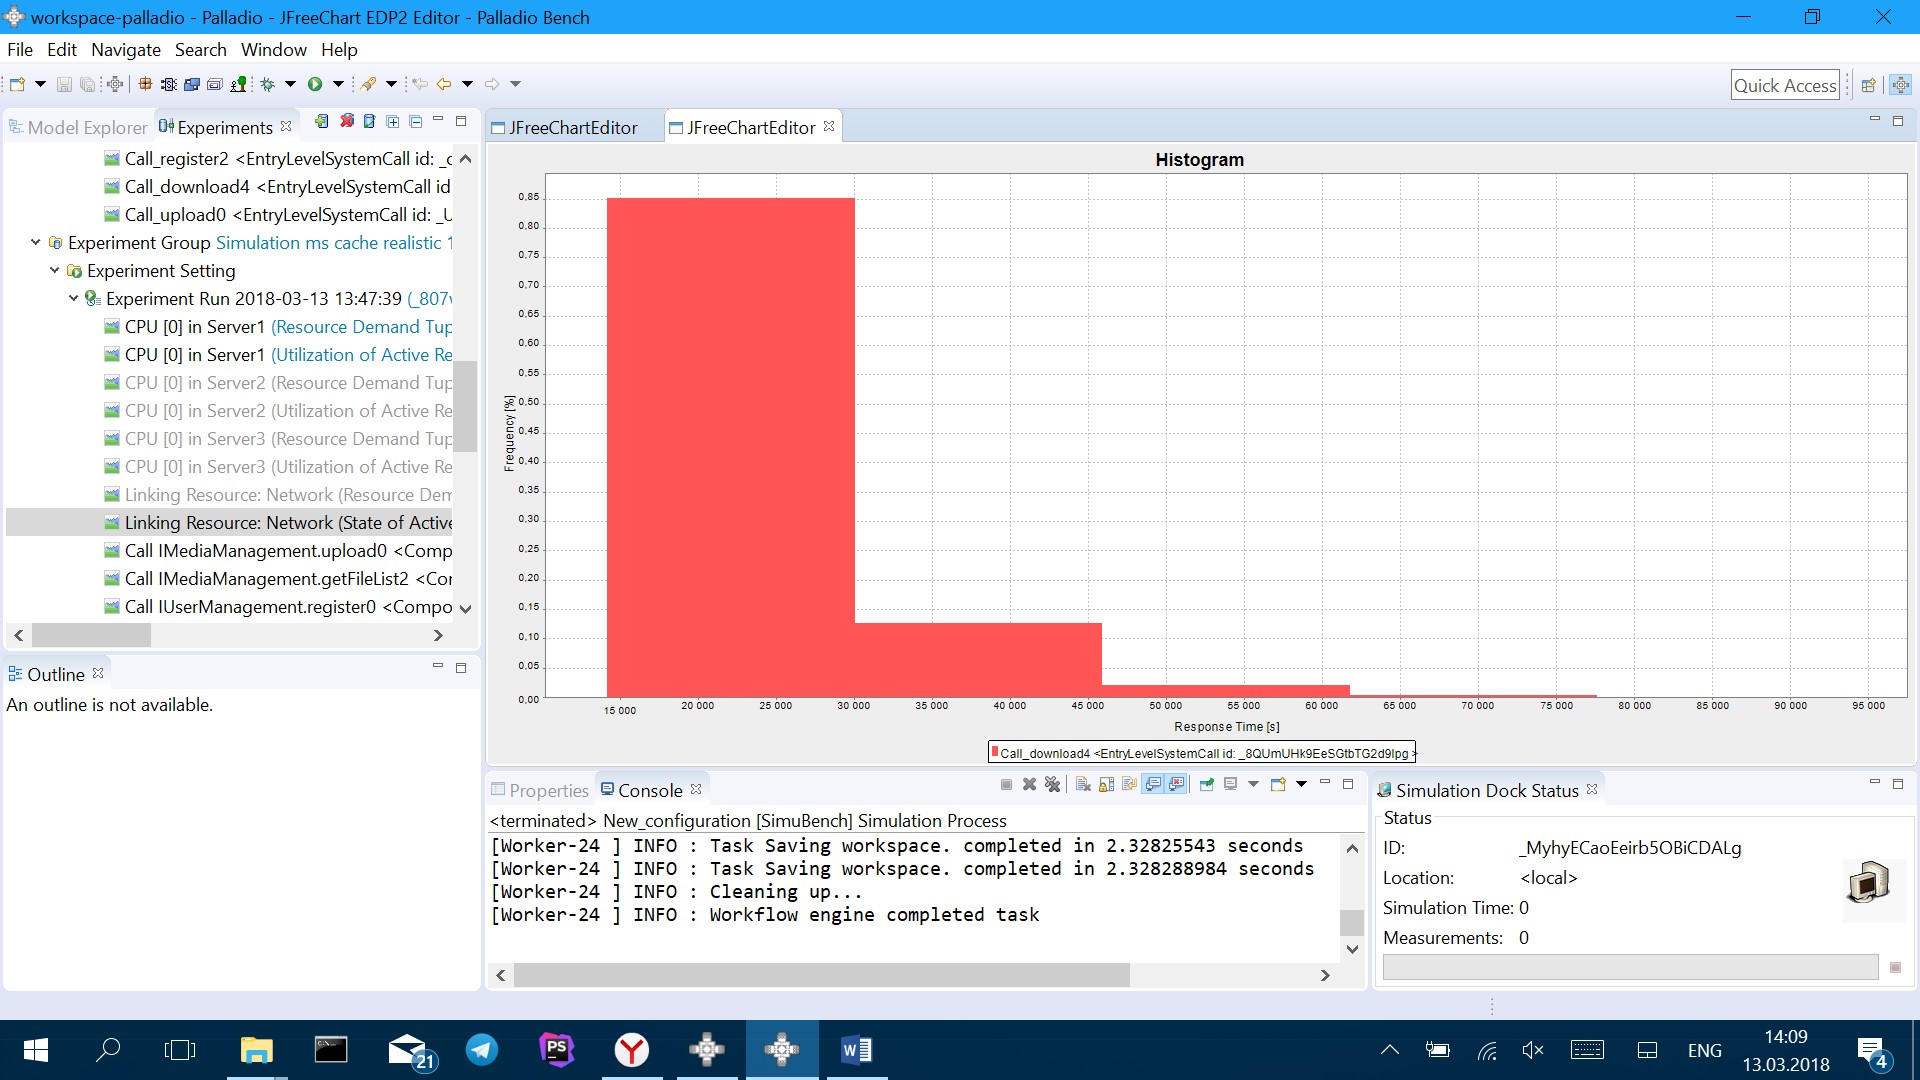 workspace-palladio - Palladio - JFreeChart EDP2 Editor - Palladio Bench
File Edit Navigate Search Window Help
Quick Access
Model Explorer Experiments
Call_register2 <EntryLevelSystemCall id: _c
Call_download4 <EntryLevelSystemCall id
Call_upload0 <EntryLevelSystemCall id: _U
Experiment Group Simulation ms cache realistic 1
Experiment Setting
Experiment Run 2018-03-13 13:47:39 (_807v
CPU [0] in Server1 (Resource Demand Tup
CPU [0] in Server1 (Utilization of Active Re
CPU [0] in Server2 (Resource Demand Tup
CPU [0] in Server2 (Utilization of Active Re
CPU [0] in Server3 (Resource Demand Tup
CPU [0] in Server3 (Utilization of Active Re
Linking Resource: Network (Resource Dem
Linking Resource: Network (State of Active
Call IMediaManagement.upload0 <Comp
Call IMediaManagement.getFileList2 <Cor
Call IUserManagement.register0 <Compo
Outline
An outline is not available.
JFreeChartEditor JFreeChartEditor
Histogram
Frequency [%]
0,85
0,80
0,75
0,70
0,65
0,60
0,55
0,50
0,45
0,40
0,35
0,30
0,25
0,20
0,15
0,10
0,05
0,00
15 000 20 000 25 000 30 000 35 000 40 000 45 000 50 000 55 000 60 000 65 000 70 000 75 000 80 000 85 000 90 000 95 000
Response Time [s]
Call_download4 <EntryLevelSystemCall id: _8QUmUHk9EeSGtbTG2d9Ipg >
Properties Console
<terminated> New_configuration [SimuBench] Simulation Process
[Worker-24 ] INFO : Task Saving workspace. completed in 2.32825543 seconds
[Worker-24 ] INFO : Task Saving workspace. completed in 2.328288984 seconds
[Worker-24 ] INFO : Cleaning up...
[Worker-24 ] INFO : Workflow engine completed task
Simulation Dock Status
Status
ID: _MyhyECaoEeirb5OBiCDALg
Location: <local>
Simulation Time: 0
Measurements: 0
21
PS
ENG
14:09
13.03.2018
4